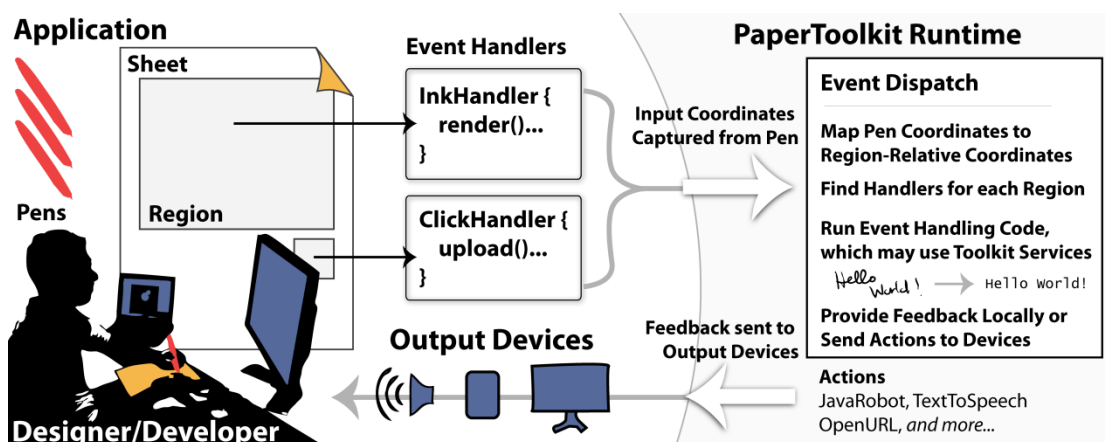 Application
Sheet
Region
Pens
Designer/Developer
Event Handlers
InkHandler {
render()...
}
ClickHandler {
upload()...
}
Output Devices
Input Coordinates
Captured from Pen
Feedback sent to
Output Devices
PaperToolkit Runtime
Event Dispatch
Map Pen Coordinates to
Region-Relative Coordinates
Find Handlers for each Region
Run Event Handling Code,
which may use Toolkit Services
Hello
World!
Hello World!
Provide Feedback Locally or
Send Actions to Devices
Actions
JavaRobot, TextToSpeech
OpenURL, and more...